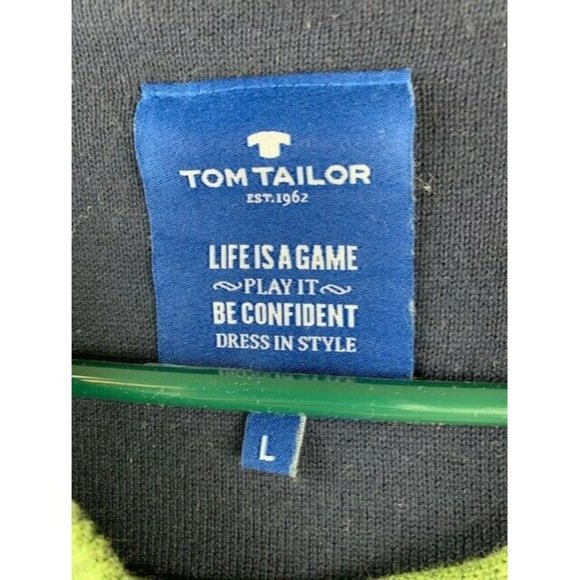 TOM TAILOR
EST.1962
LIFE IS A GAME
PLAY IT
BE CONFIDENT
DRESS IN STYLE
L